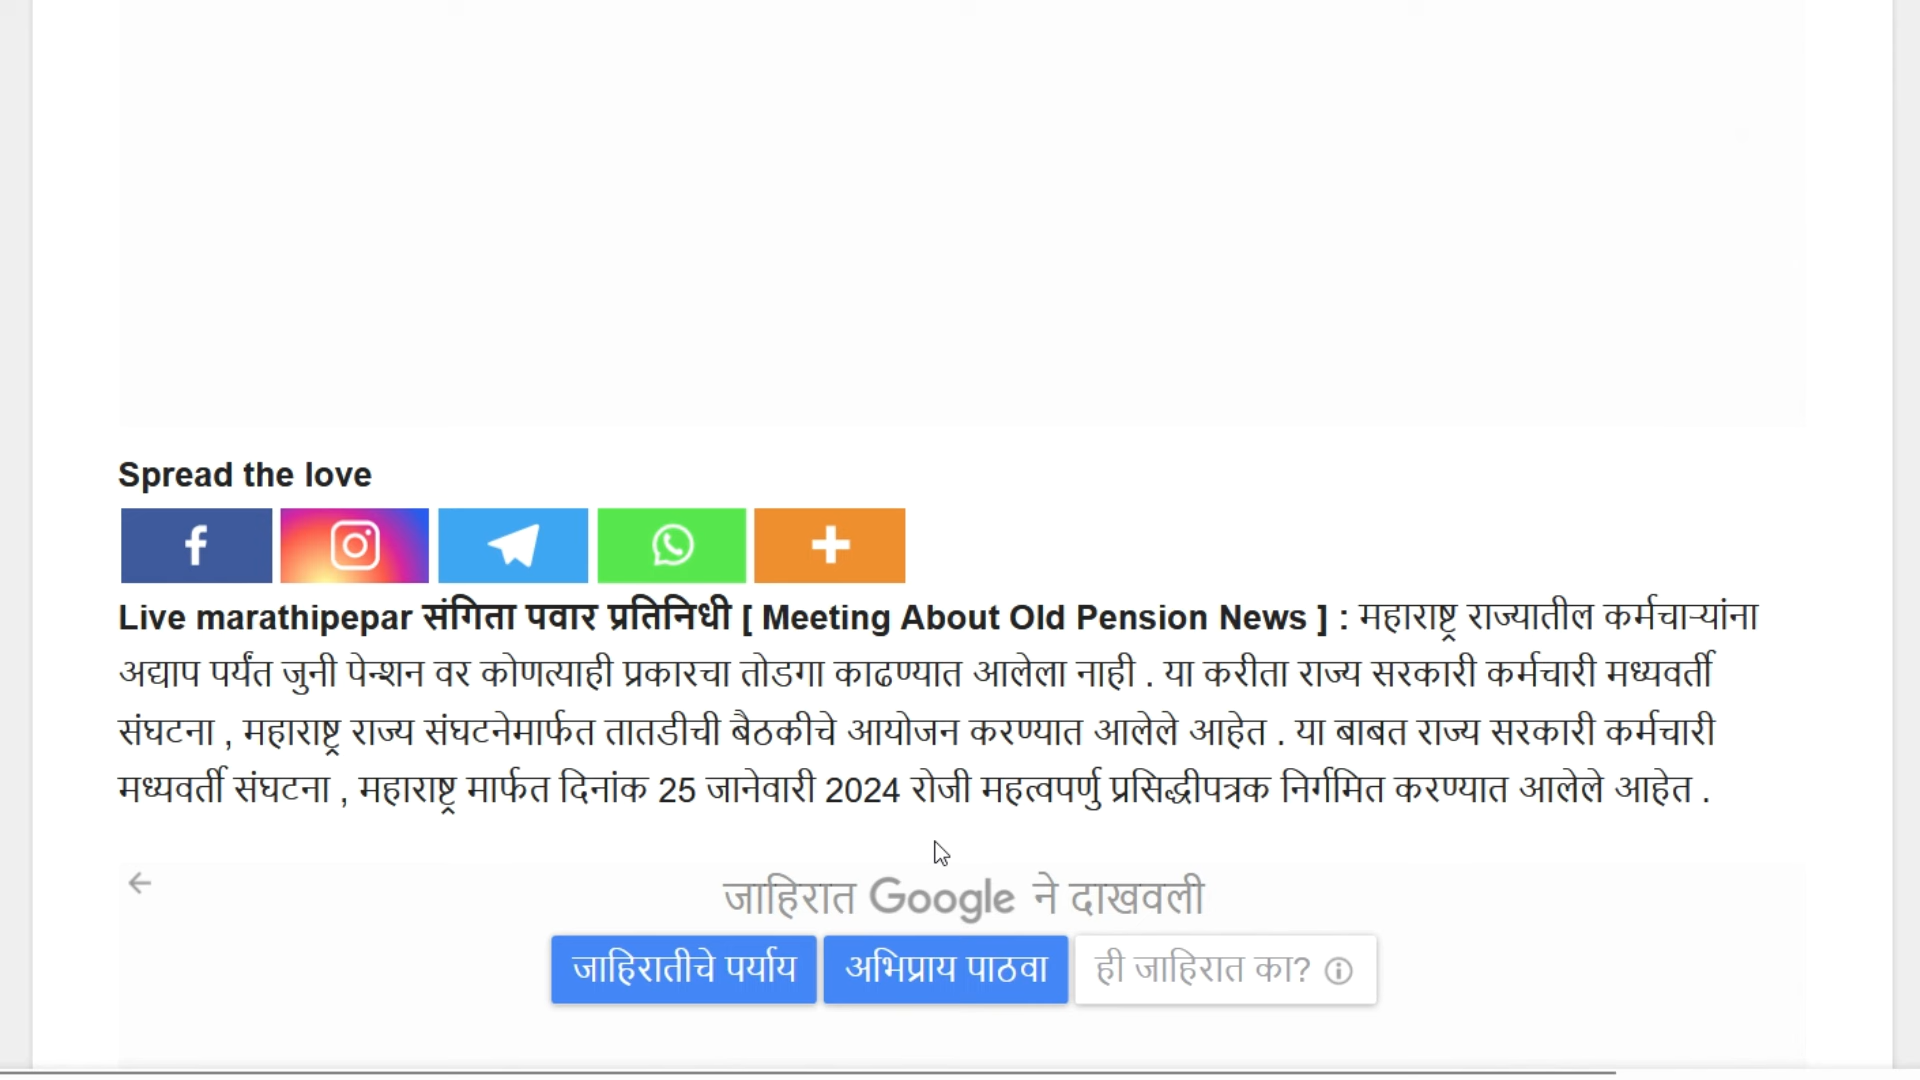 Spread the love
Live marathipepar संगिता पवार प्रतिनिधी [ Meeting About Old Pension News ] : महाराष्ट्र राज्यातील कर्मचाऱ्यांना
अद्याप पर्यंत जुनी पेन्शन वर कोणत्याही प्रकारचा तोडगा काढण्यात आलेला नाही . या करीता राज्य सरकारी कर्मचारी मध्यवर्ती
संघटना , महाराष्ट्र राज्य संघटनेमार्फत तातडीची बैठकीचे आयोजन करण्यात आलेले आहेत . या बाबत राज्य सरकारी कर्मचारी
मध्यवर्ती संघटना , महाराष्ट्र मार्फत दिनांक 25 जानेवारी 2024 रोजी महत्वपर्णु प्रसिद्धीपत्रक निर्गमित करण्यात आलेले आहेत .
जाहिरात Google ने दाखवली
जाहिरातीचे पर्याय अभिप्राय पाठवा ही जाहिरात का?